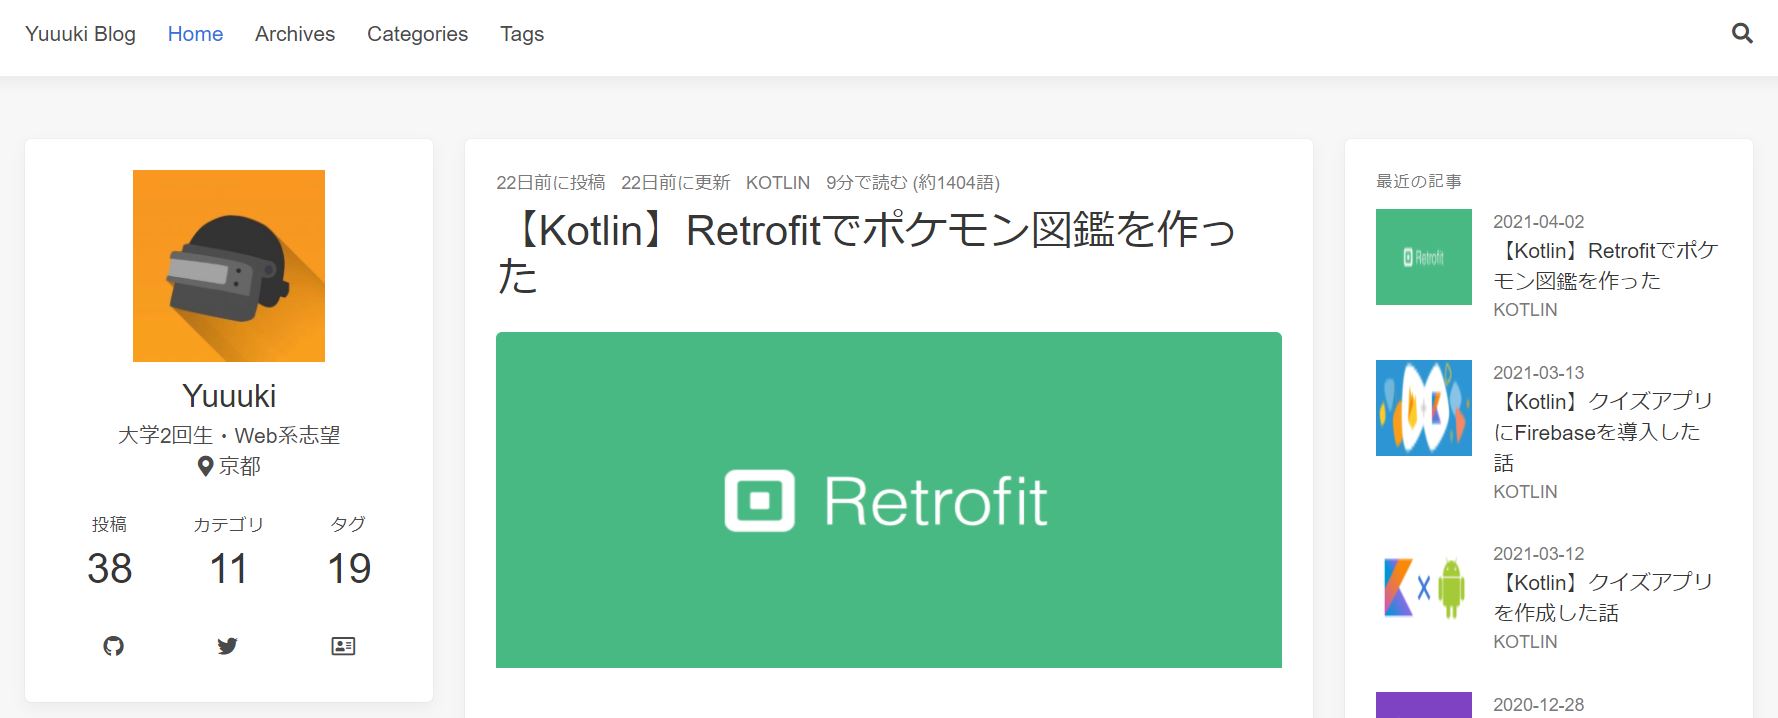 Yuuuki Blog Home Archives Categories Tags
Yuuuki
大学2回生・Web系志望
京都
投稿 カテゴリ タグ
38 11 19
22日前に投稿 22日前に更新 KOTLIN 9分で読む (約1404語)
【Kotlin】Retrofitでポケモン図鑑を作っ
た
Retrofit
最近の記事
Retrofit
2021-04-02
【Kotlin】Retrofitでポケ
モン図鑑を作った
KOTLIN
2021-03-13
【Kotlin】クイズアプリ
にFirebaseを導入した
話
KOTLIN
2021-03-12
【Kotlin】クイズアプリ
を作成した話
KOTLIN
2020-12-28